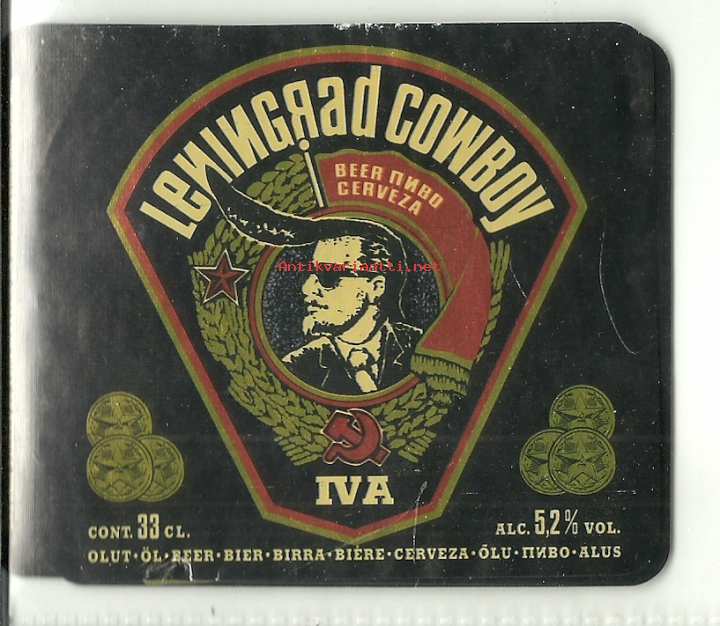 LENINGЯad COWBOY
BEER ПИВО
CERVEZA
Antikvariaatti.net
IVA
CONT. 33 CL.
ALC. 5,2% VOL.
OLUT·ÖL·BEER·BIER·BIRRA·BIÈRE·CERVEZA·ÕLU·ПИВО·ALUS